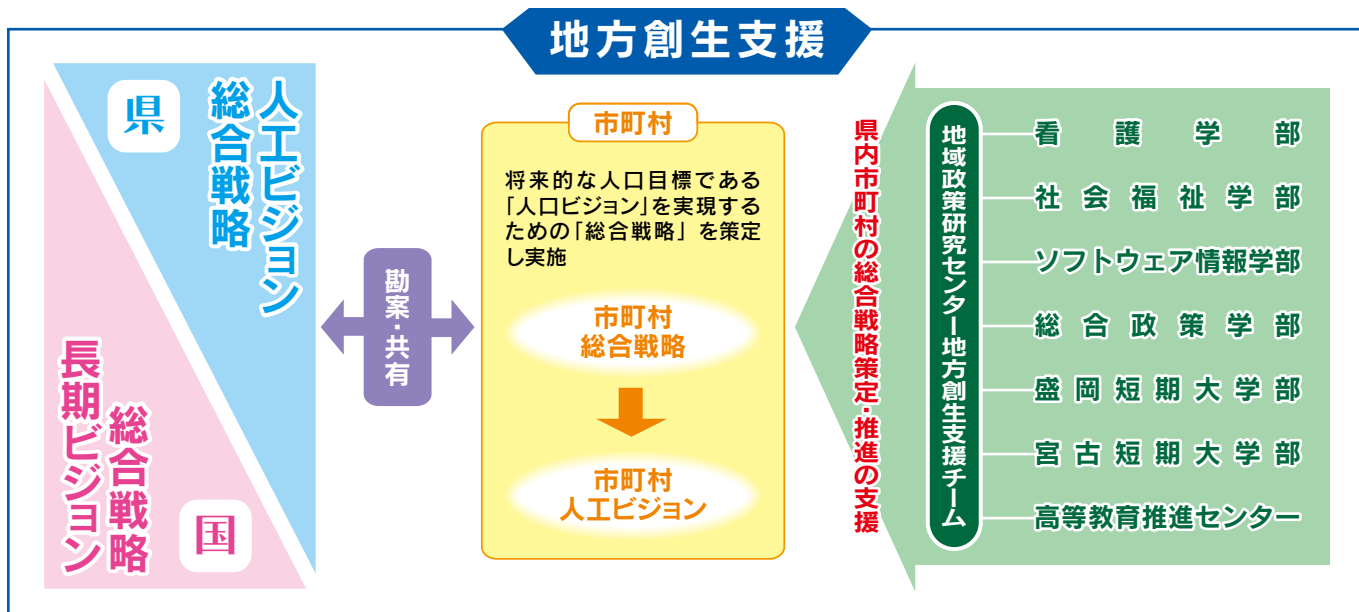 地方創生支援
県
人工ビジョン
総合戦略
長期ビジョン
総合戦略
国
勘案・共有
市町村
将来的な人口目標である
「人口ビジョン」を実現する
ための「総合戦略」を策定
し実施
市町村
総合戦略
市町村
人工ビジョン
県内市町村の総合戦略策定・推進の支援
地域政策研究センター地方創生支援チーム
看護学部
社会福祉学部
ソフトウェア情報学部
総合政策学部
盛岡短期大学部
宮古短期大学部
高等教育推進センター